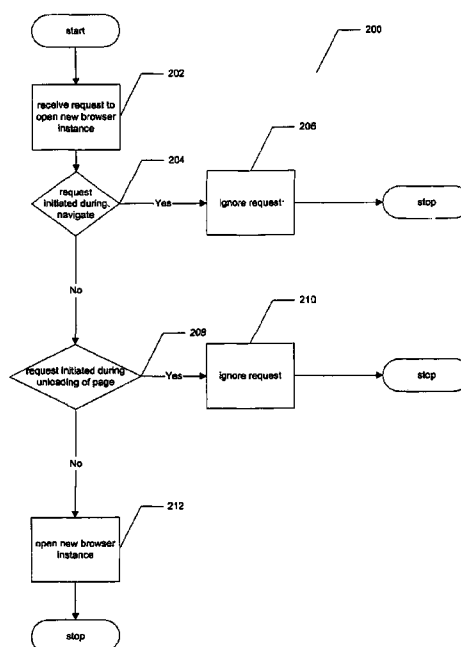 start
200
202
receive request to
open new browser
instance
204
206
request
initiated during
navigate
Yes
ignore request
stop
No
208
210
request initiated during
unloading of page
Yes
ignore request
stop
No
212
open new browser
instance
stop